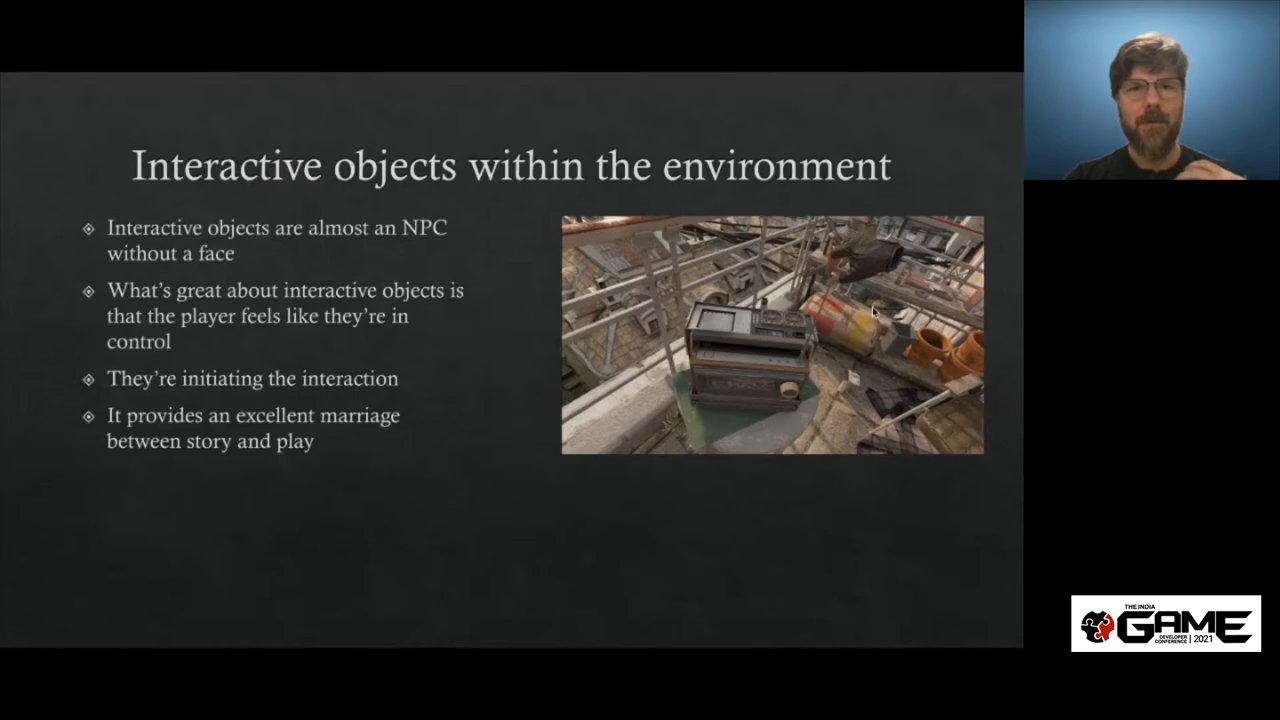 Interactive objects within the environment
Interactive objects are almost an NPC
without a face
What's great about interactive objects is
that the player feels like they're in
control
They're initiating the interaction
It provides an excellent marriage
between story and play
THE INDIA
GAME
DEVELOPER
CONFERENCE | 2021